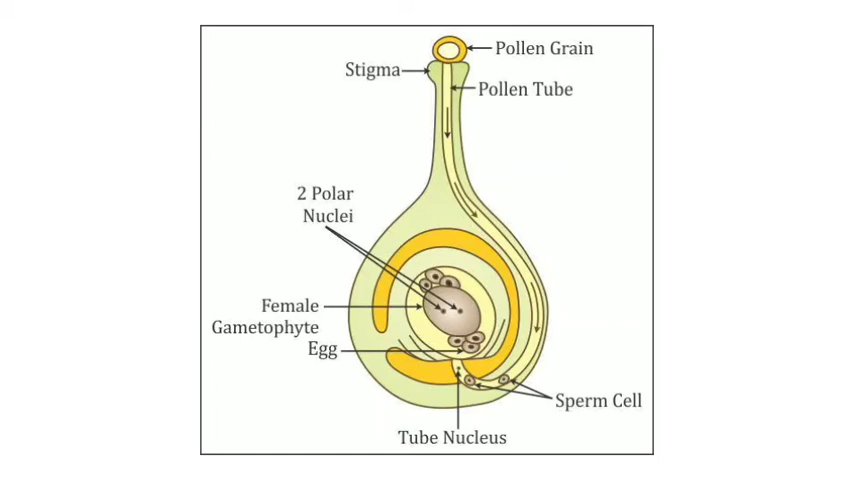 Pollen Grain
Stigma
Pollen Tube
2 Polar
Nuclei
Female
Gametophyte
Egg
Sperm Cell
Tube Nucleus